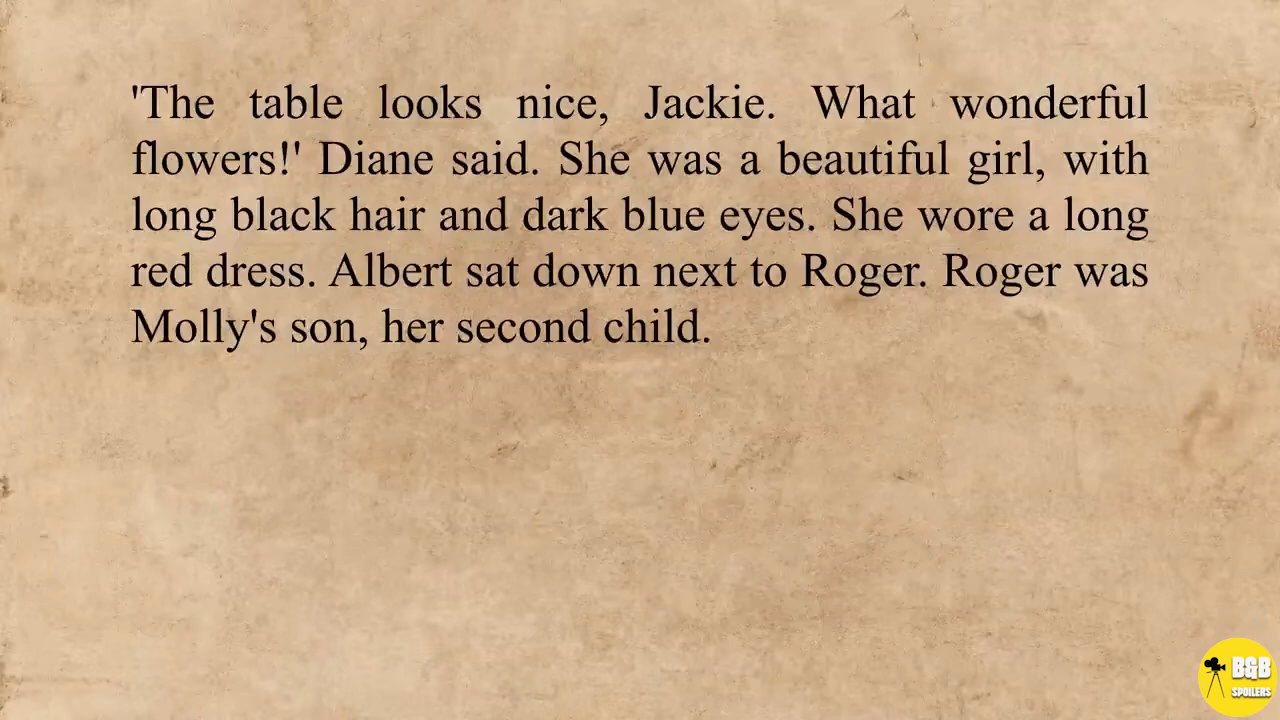 'The table looks nice, Jackie. What wonderful
flowers!' Diane said. She was a beautiful girl, with
long black hair and dark blue eyes. She wore a long
red dress. Albert sat down next to Roger. Roger was
Molly's son, her second child.
B&B
SPOILERS